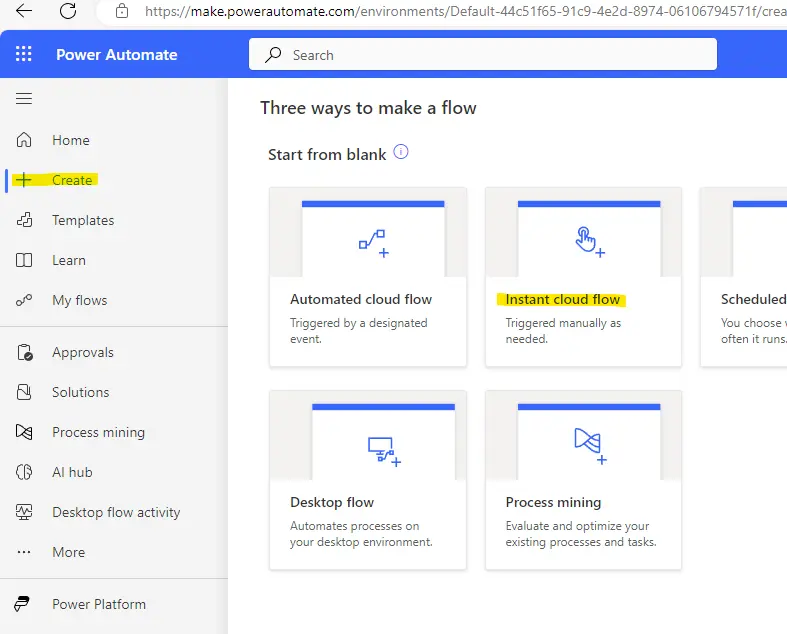 https://make.powerautomate.com/environments/Default-44c51f65-91c9-4e2d-8974-06106794571f/crea
Power Automate
Search
Home
Create
Templates
Learn
My flows
Approvals
Solutions
Process mining
AI hub
Desktop flow activity
More
Power Platform
Three ways to make a flow
Start from blank
Automated cloud flow
Triggered by a designated
event.
Instant cloud flow
Triggered manually as
needed.
Scheduled
You choose
often it runs.
Desktop flow
Automates processes on
your desktop environment.
Process mining
Evaluate and optimize your
existing processes and tasks.